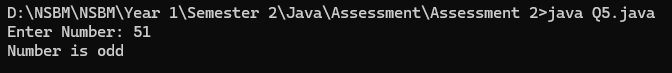 D:\NSBM\NSBM\Year 1\Semester 2\Java\Assessment\Assessment 2>java Q5.java
Enter Number: 51
Number is odd